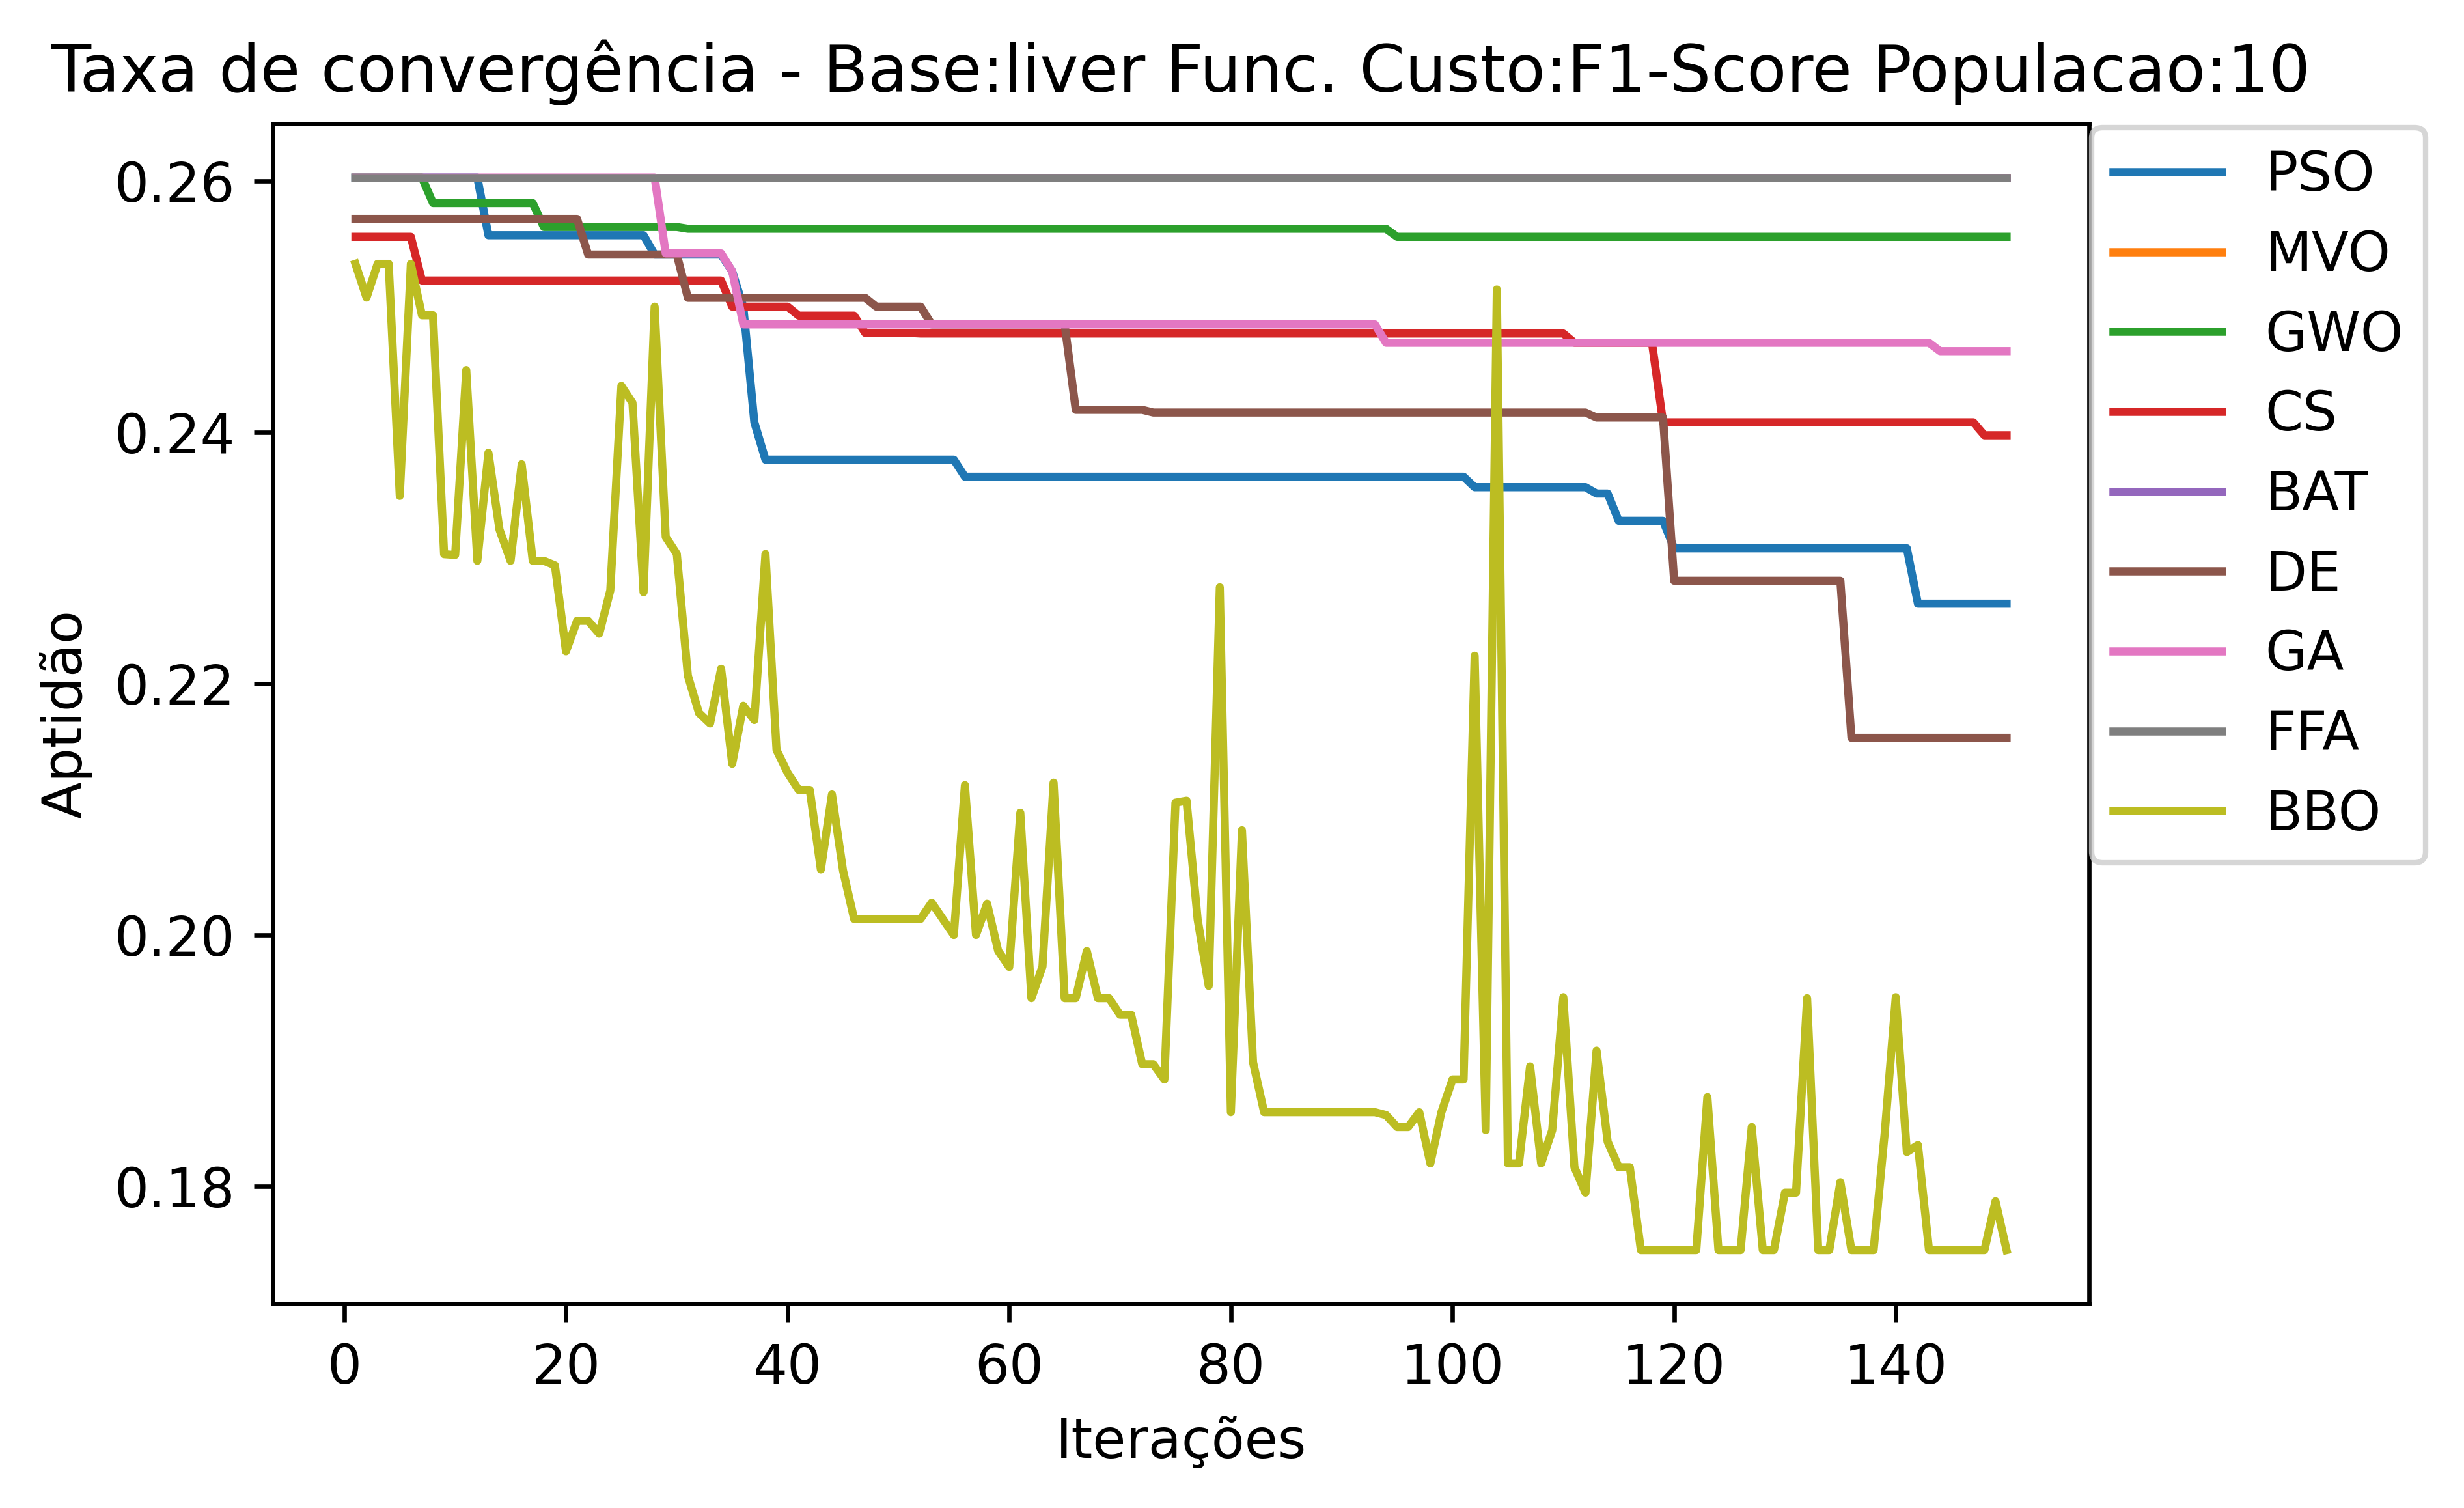 Taxa de convergência - Base:liver Func. Custo:F1-Score Populacao:10
Aptidão
0.26
0.24
0.22
0.20
0.18
0 20 40 60 80 100 120 140
Iterações
PSO
MVO
GWO
CS
BAT
DE
GA
FFA
BBO